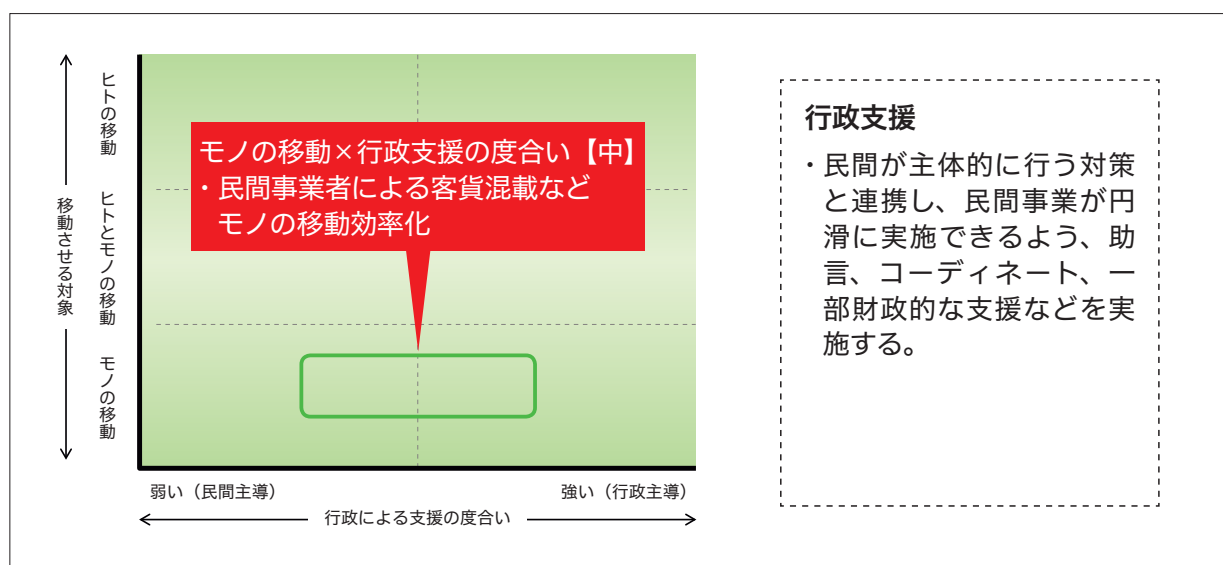 ヒトの移動
ヒトとモノの移動
モノの移動
移動させる対象
モノの移動×行政支援の度合い【中】
・民間事業者による客貨混載など
モノの移動効率化
弱い（民間主導）
強い（行政主導）
行政による支援の度合い
行政支援
・民間が主体的に行う対策
と連携し、民間事業が円
滑に実施できるよう、助
言、コーディネート、一
部財政的な支援などを実
施する。